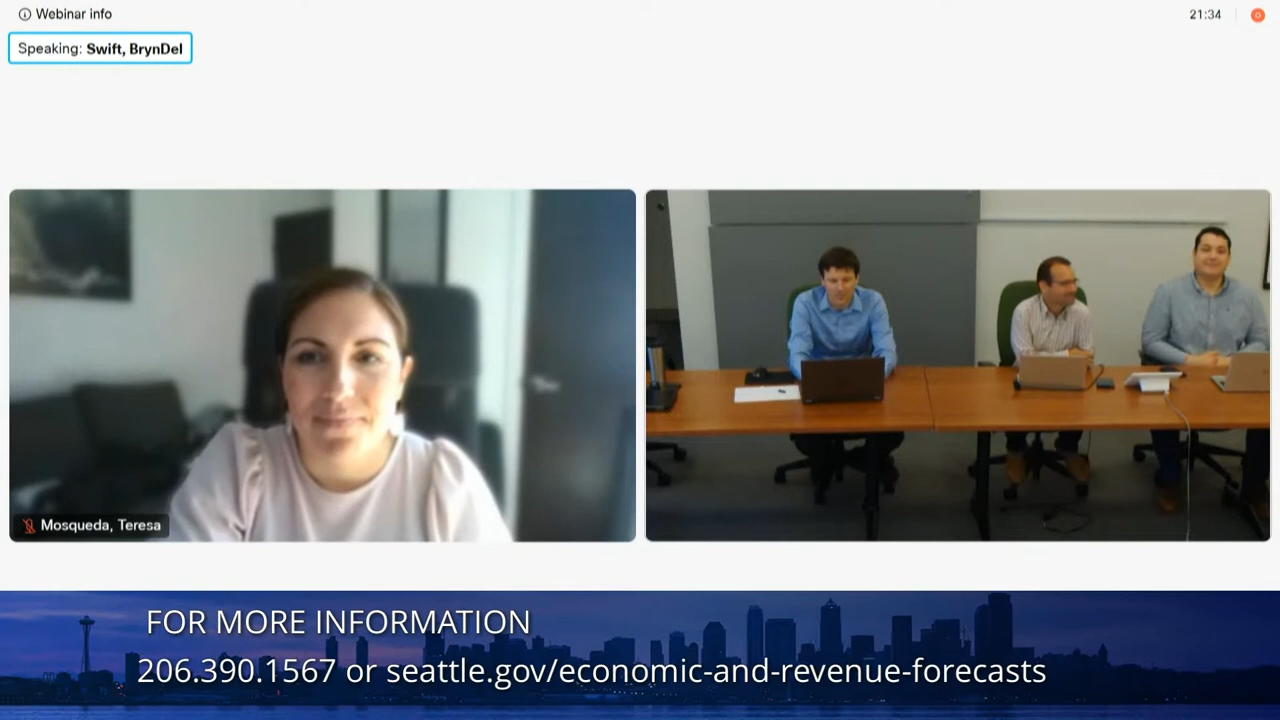 Webinar info
21:34
Speaking: Swift, BrynDel
Mosqueda, Teresa
FOR MORE INFORMATION
206.390.1567 or seattle.gov/economic-and-revenue-forecasts